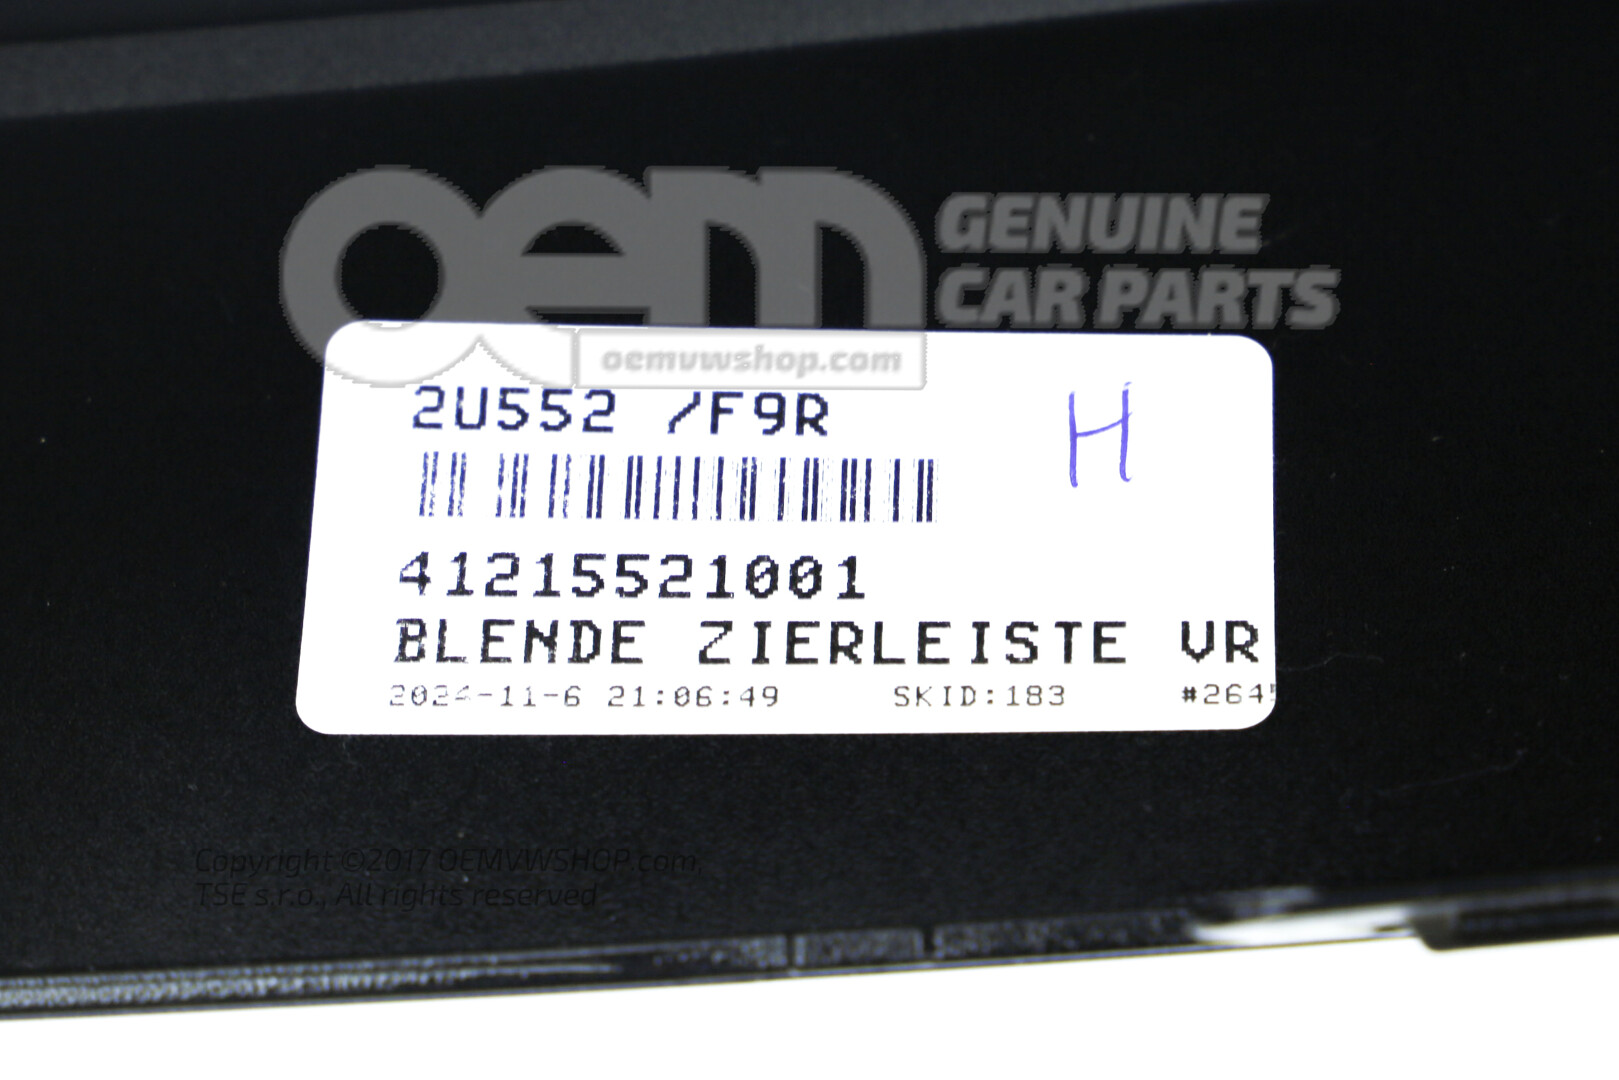 oem GENUINE
CAR PARTS
oemvwshop.com
2U552 /F9R
H
41215521001
BLENDE ZIERLEISTE VR
2024-11-6 21:06:49 SKID:183 #264
Copyright ©2017 OEMVWSHOP.com,
TSE s.r.o., All rights reserved